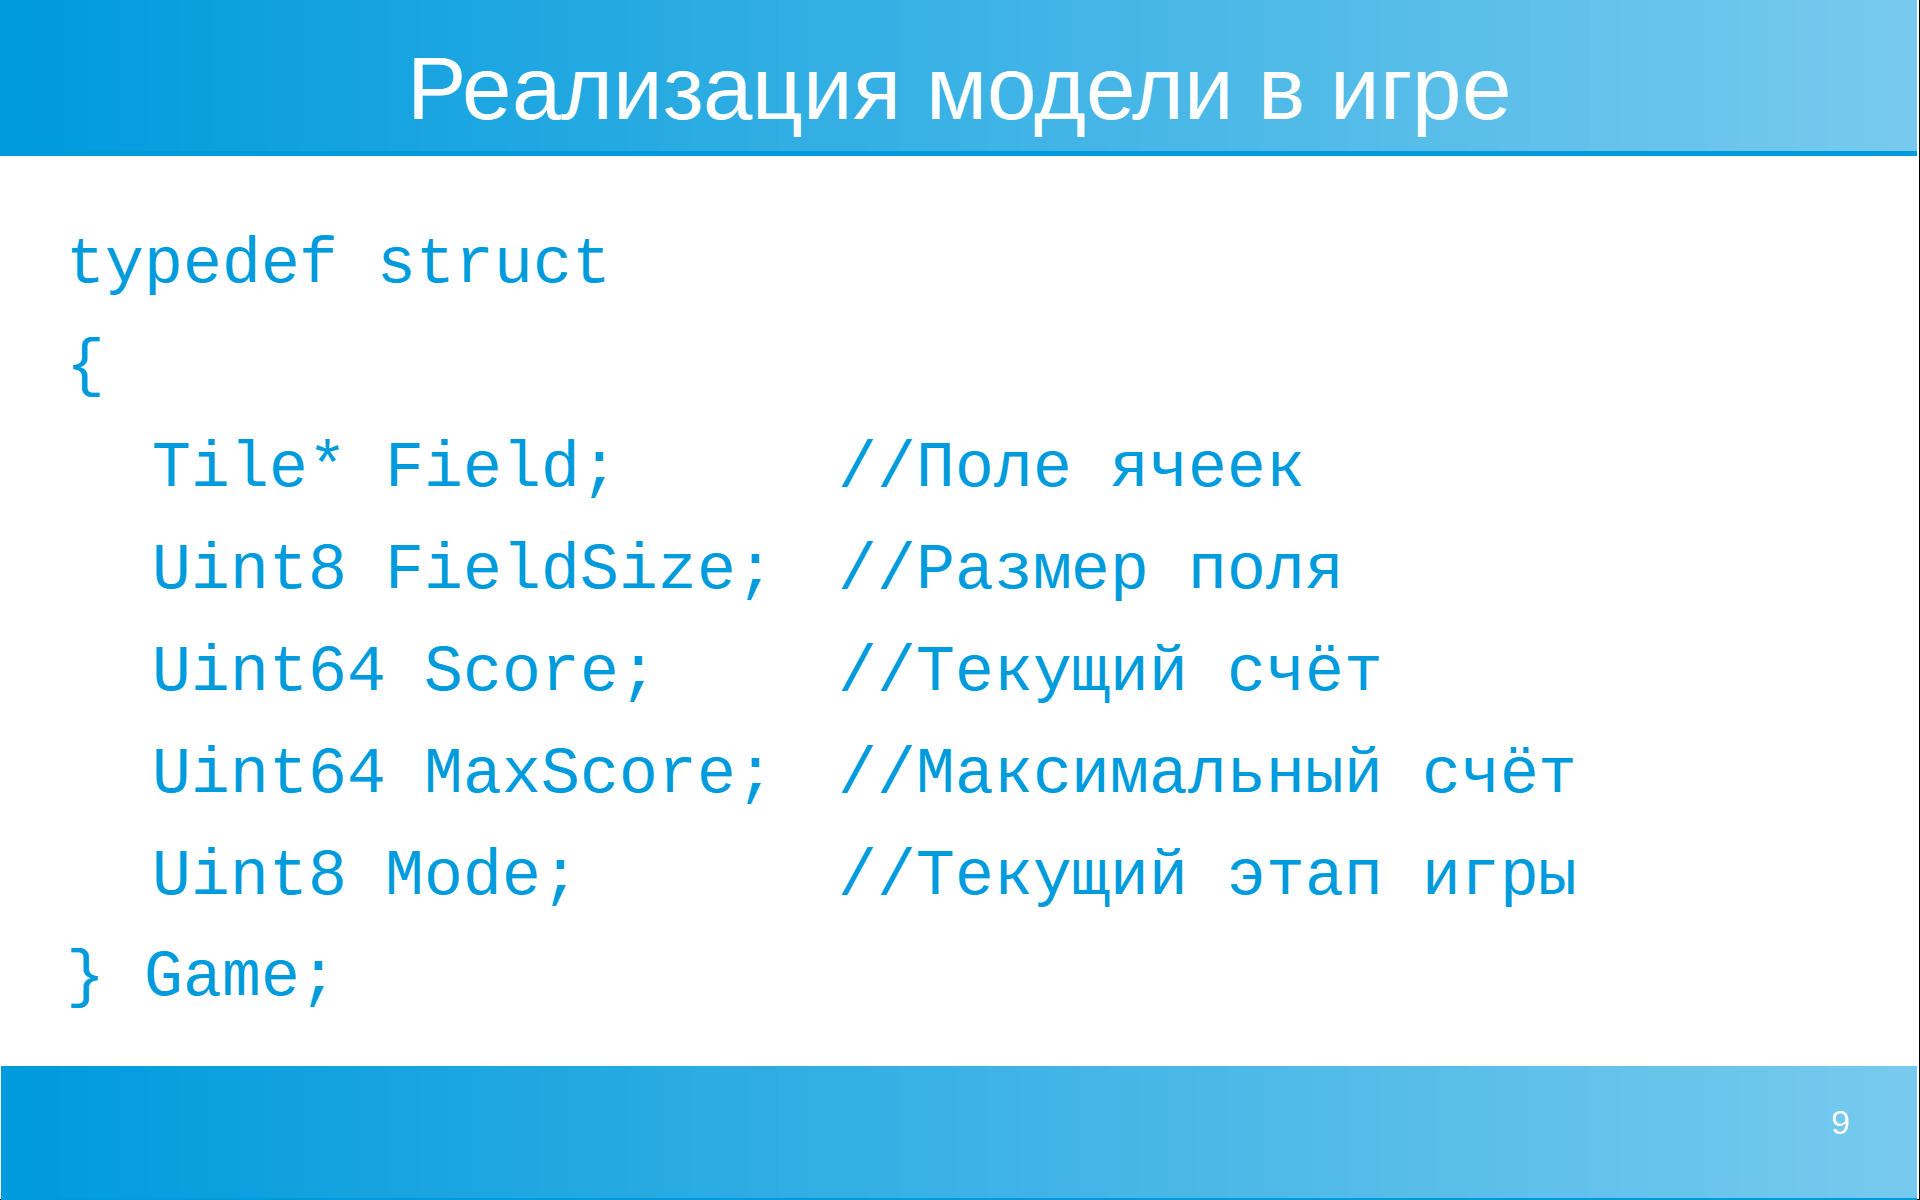 Реализация модели в игре
typedef struct
{
Tile* Field; //Поле ячеек
Uint8 FieldSize; //Размер поля
Uint64 Score; //Текущий счёт
Uint64 MaxScore; //Максимальный счёт
Uint8 Mode; //Текущий этап игры
} Game;
9